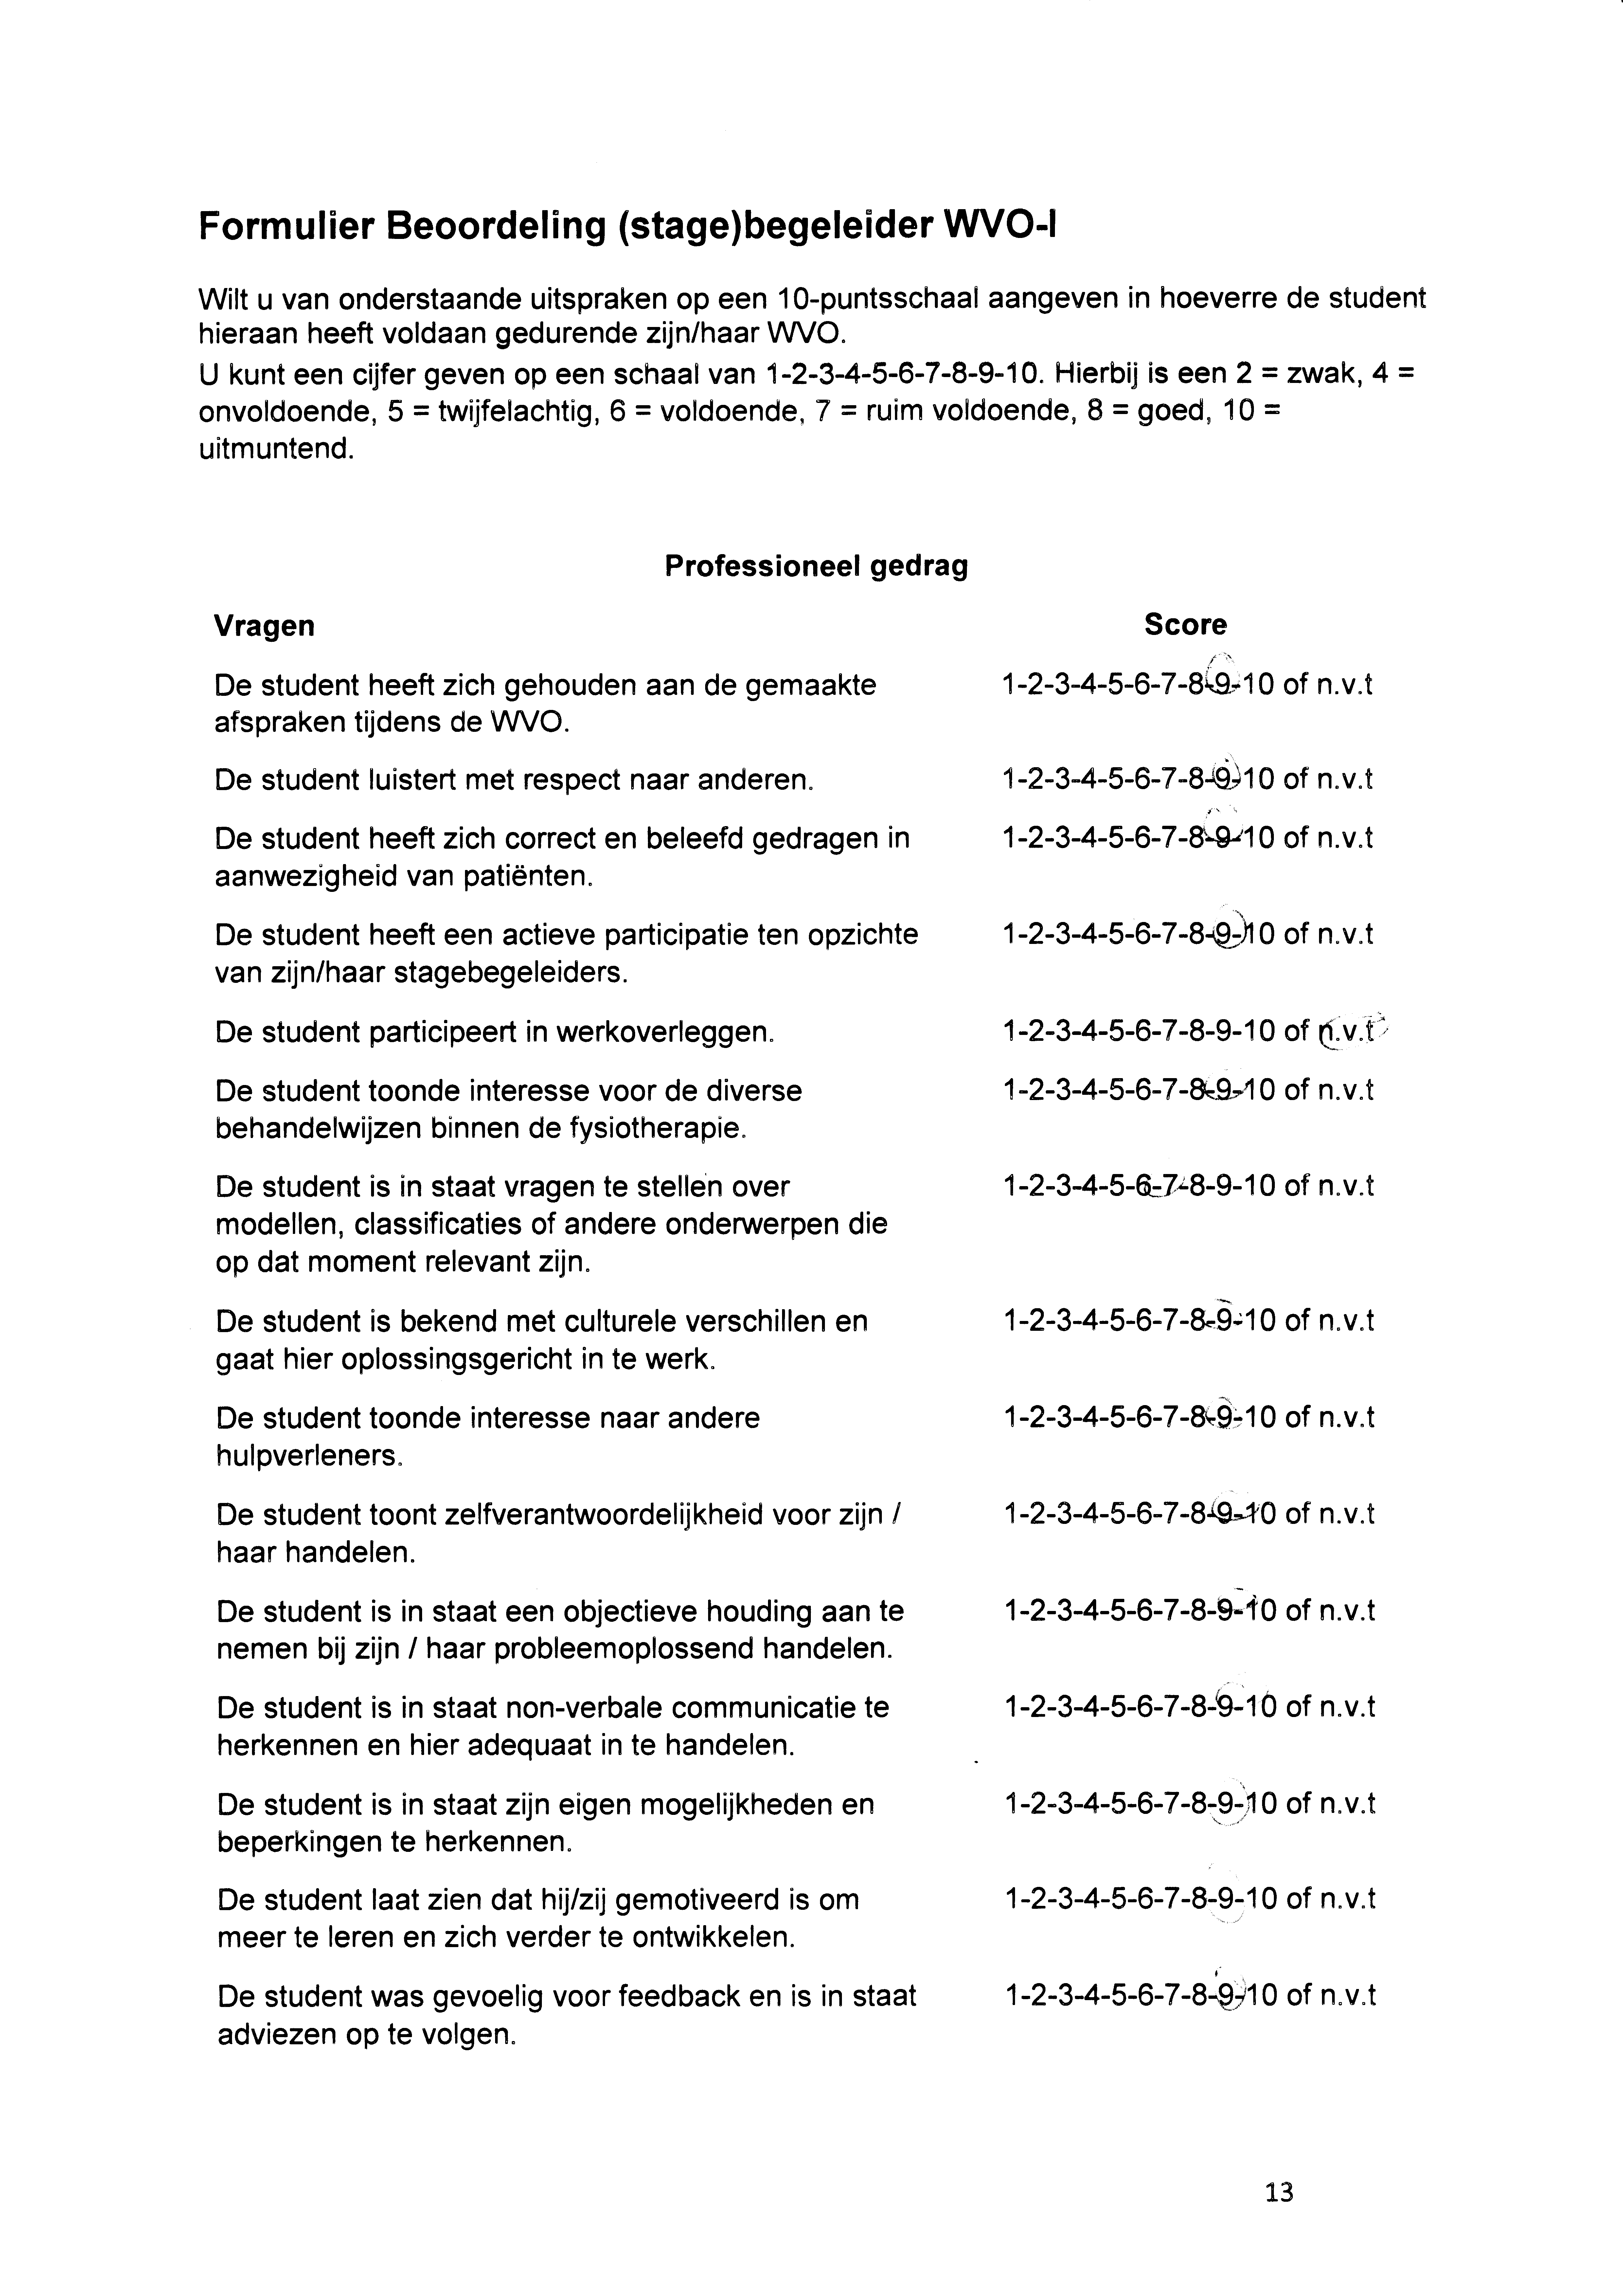 Formulier Beoordeling (stage)begeleider WVO-I
Wilt u van onderstaande uitspraken op een 10-puntsschaal aangeven in hoeverre de student
hieraan heeft voldaan gedurende zijn/haar WVO.
U kunt een cijfer geven op een schaal van 1-2-3-4-5-6-7-8-9-10. Hierbij is een 2 = zwak, 4 =
onvoldoende, 5 = twijfelachtig, 6 = voldoende, 7 = ruim voldoende, 8 = goed, 10 =
uitmuntend.
Professioneel gedrag
Vragen Score
De student heeft zich gehouden aan de gemaakte 1-2-3-4-5-6-7-8-9-10 of n.v.t
afspraken tijdens de WVO.
De student luistert met respect naar anderen. 1-2-3-4-5-6-7-8-9-10 of n.v.t
De student heeft zich correct en beleefd gedragen in 1-2-3-4-5-6-7-8-9-10 of n.v.t
aanwezigheid van patiënten.
De student heeft een actieve participatie ten opzichte 1-2-3-4-5-6-7-8-9-10 of n.v.t
van zijn/haar stagebegeleiders.
De student participeert in werkoverleggen. 1-2-3-4-5-6-7-8-9-10 of n.v.t
De student toonde interesse voor de diverse 1-2-3-4-5-6-7-8-9-10 of n.v.t
behandelwijzen binnen de fysiotherapie.
De student is in staat vragen te stellen over 1-2-3-4-5-6-7-8-9-10 of n.v.t
modellen, classificaties of andere onderwerpen die
op dat moment relevant zijn.
De student is bekend met culturele verschillen en 1-2-3-4-5-6-7-8-9-10 of n.v.t
gaat hier oplossingsgericht in te werk.
De student toonde interesse naar andere 1-2-3-4-5-6-7-8-9-10 of n.v.t
hulpverleners.
De student toont zelfverantwoordelijkheid voor zijn / 1-2-3-4-5-6-7-8-9-10 of n.v.t
haar handelen.
De student is in staat een objectieve houding aan te 1-2-3-4-5-6-7-8-9-10 of n.v.t
nemen bij zijn / haar probleemoplossend handelen.
De student is in staat non-verbale communicatie te 1-2-3-4-5-6-7-8-9-10 of n.v.t
herkennen en hier adequaat in te handelen.
De student is in staat zijn eigen mogelijkheden en 1-2-3-4-5-6-7-8-9-10 of n.v.t
beperkingen te herkennen.
De student laat zien dat hij/zij gemotiveerd is om 1-2-3-4-5-6-7-8-9-10 of n.v.t
meer te leren en zich verder te ontwikkelen.
De student was gevoelig voor feedback en is in staat 1-2-3-4-5-6-7-8-9-10 of n.v.t
adviezen op te volgen.
13